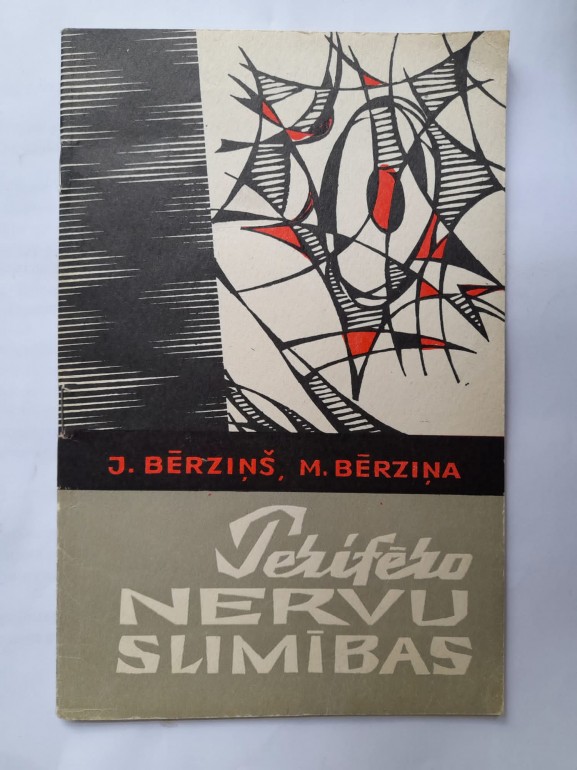 J. BĒRZIŅŠ, M. BĒRZIŅA
Perifēro
NERVU
SLIMĪBAS